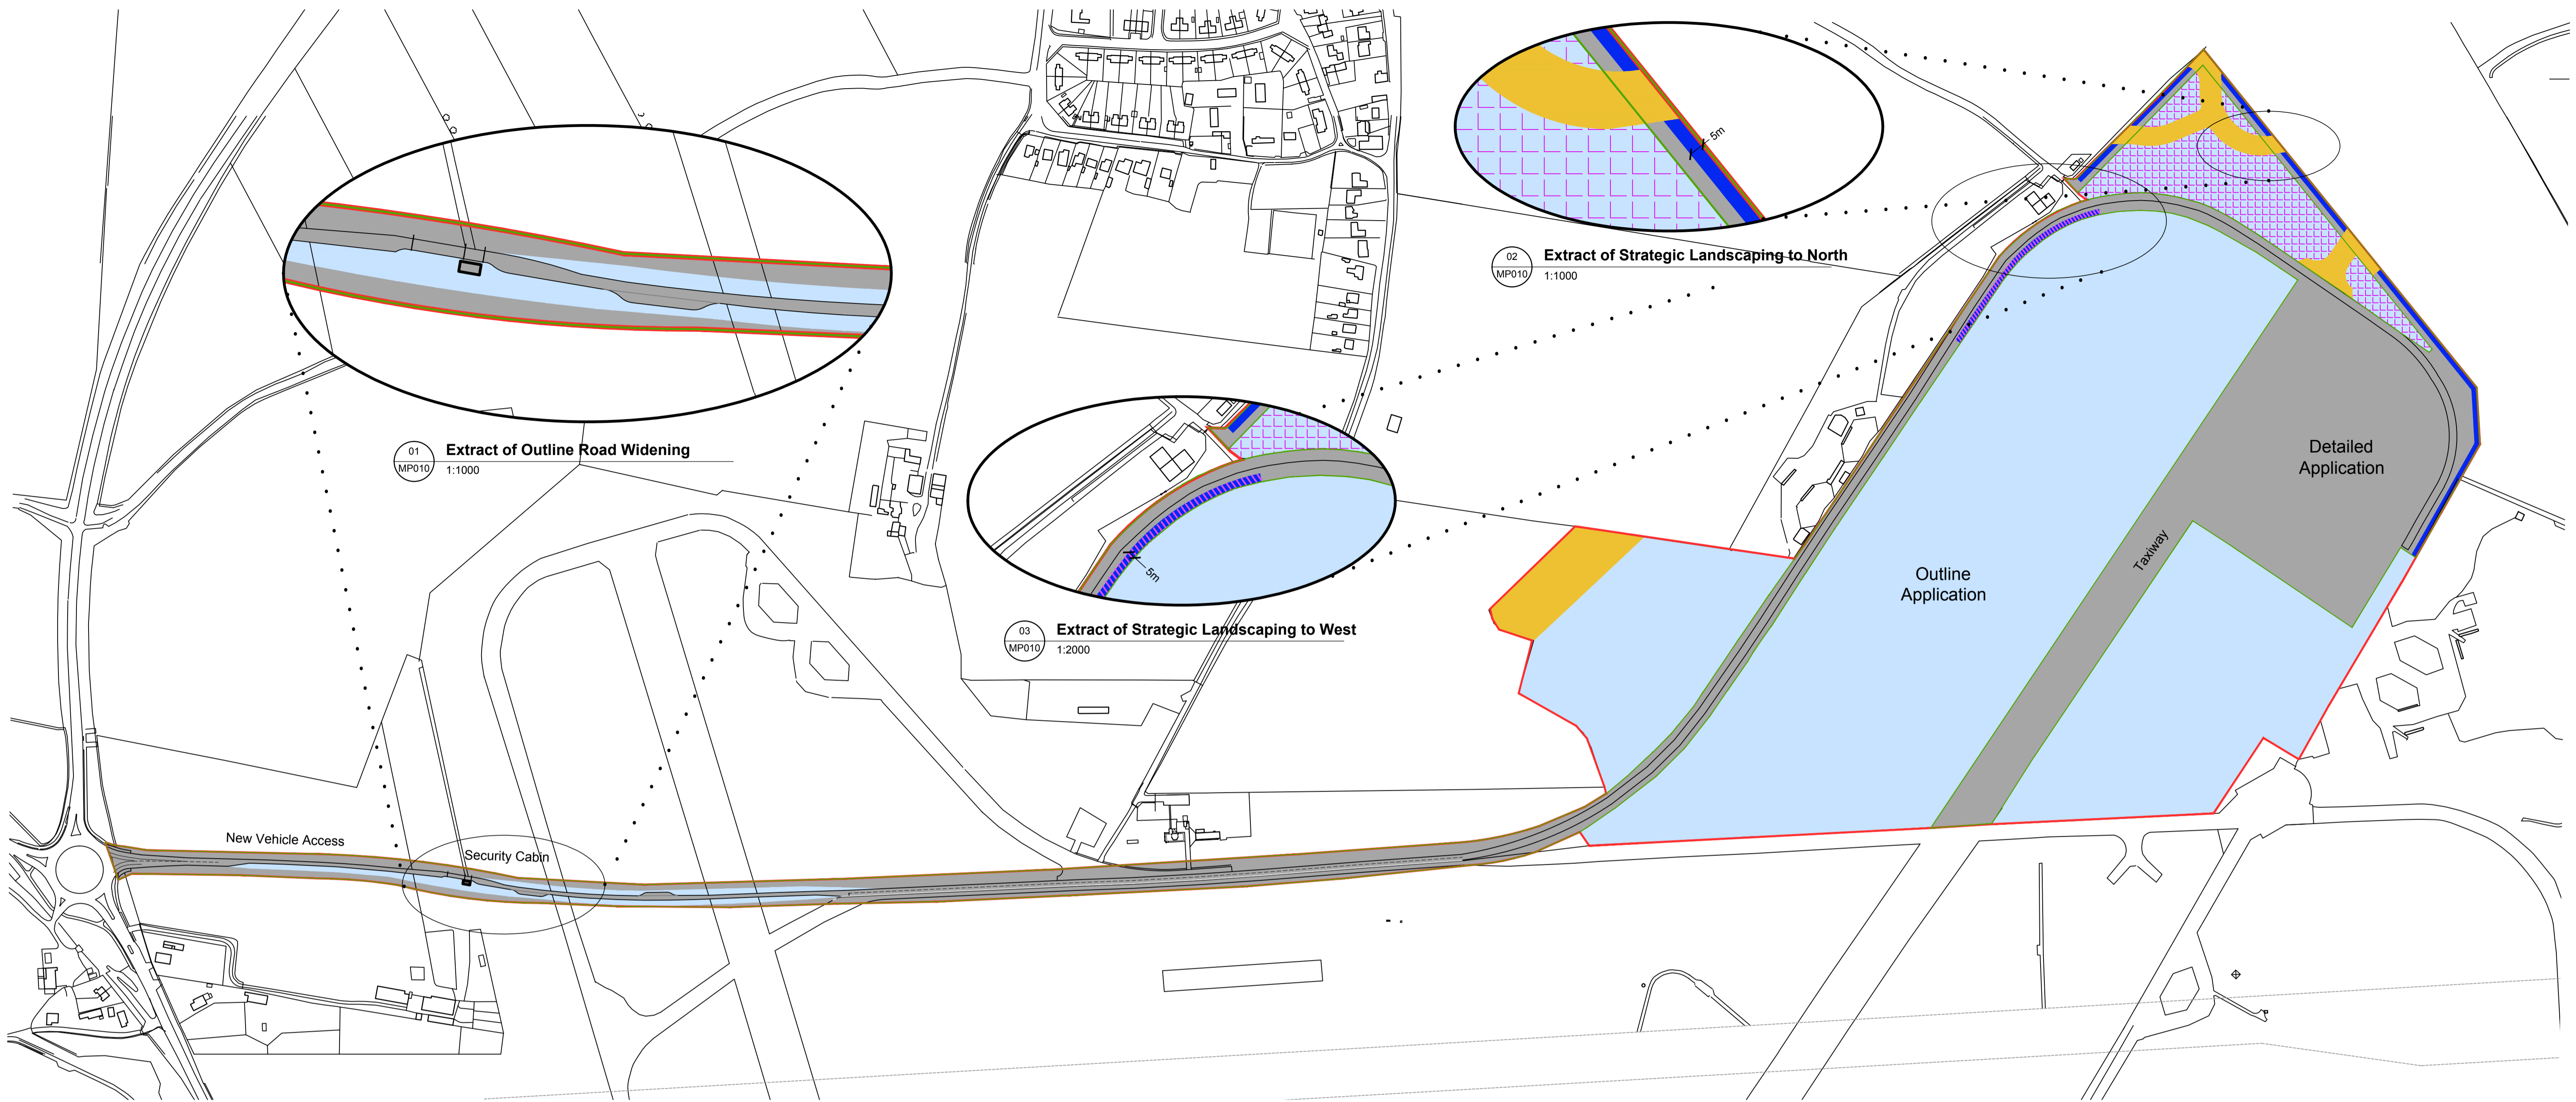 5m
02
MP010
Extract of Strategic Landscaping to North
1:1000
01
MP010
Extract of Outline Road Widening
1:1000
5m
03
MP010
Extract of Strategic Landscaping to West
1:2000
Detailed
Application
Taxiway
Outline
Application
New Vehicle Access
Security Cabin